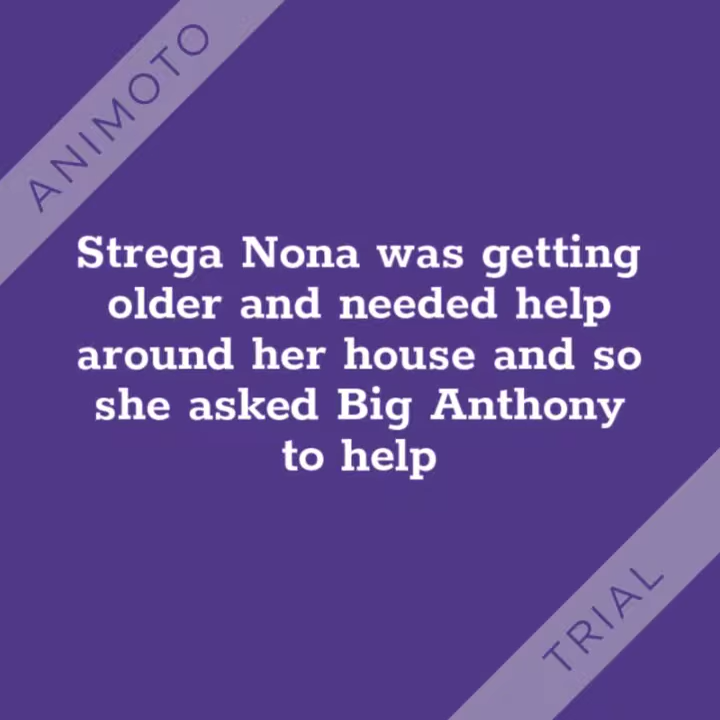 ANIMOTO
Strega Nona was getting
older and needed help
around her house and so
she asked Big Anthony
to help
TRIAL